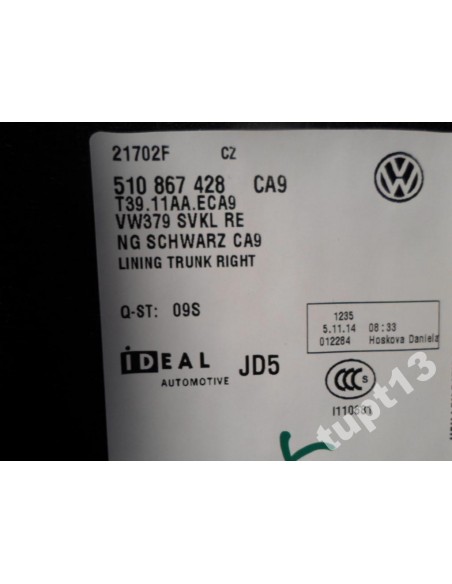 21702F CZ
510 867 428 CA9
T39.11AA.ECA9
VW379 SVKL RE
NG SCHWARZ CA9
LINING TRUNK RIGHT
Q-ST: 09S
1235
5.11.14 08:33
012284 Hoskova Daniela
iDEAL JD5
AUTOMOTIVE
CCC S
tupt13